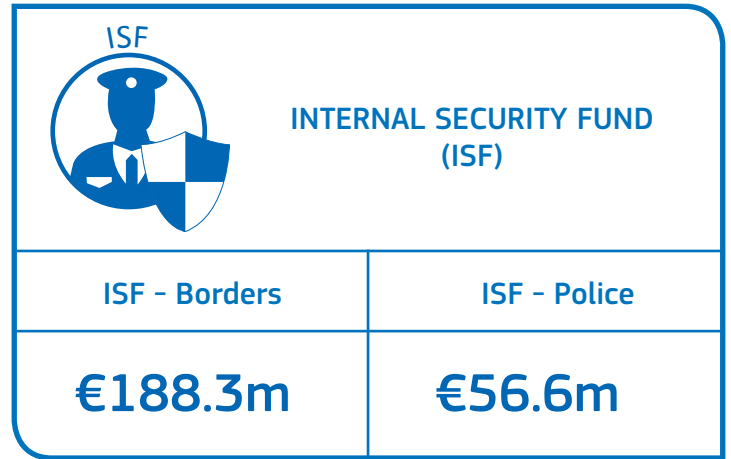 ISF
INTERNAL SECURITY FUND
(ISF)
ISF - Borders
ISF - Police
€188.3m
€56.6m